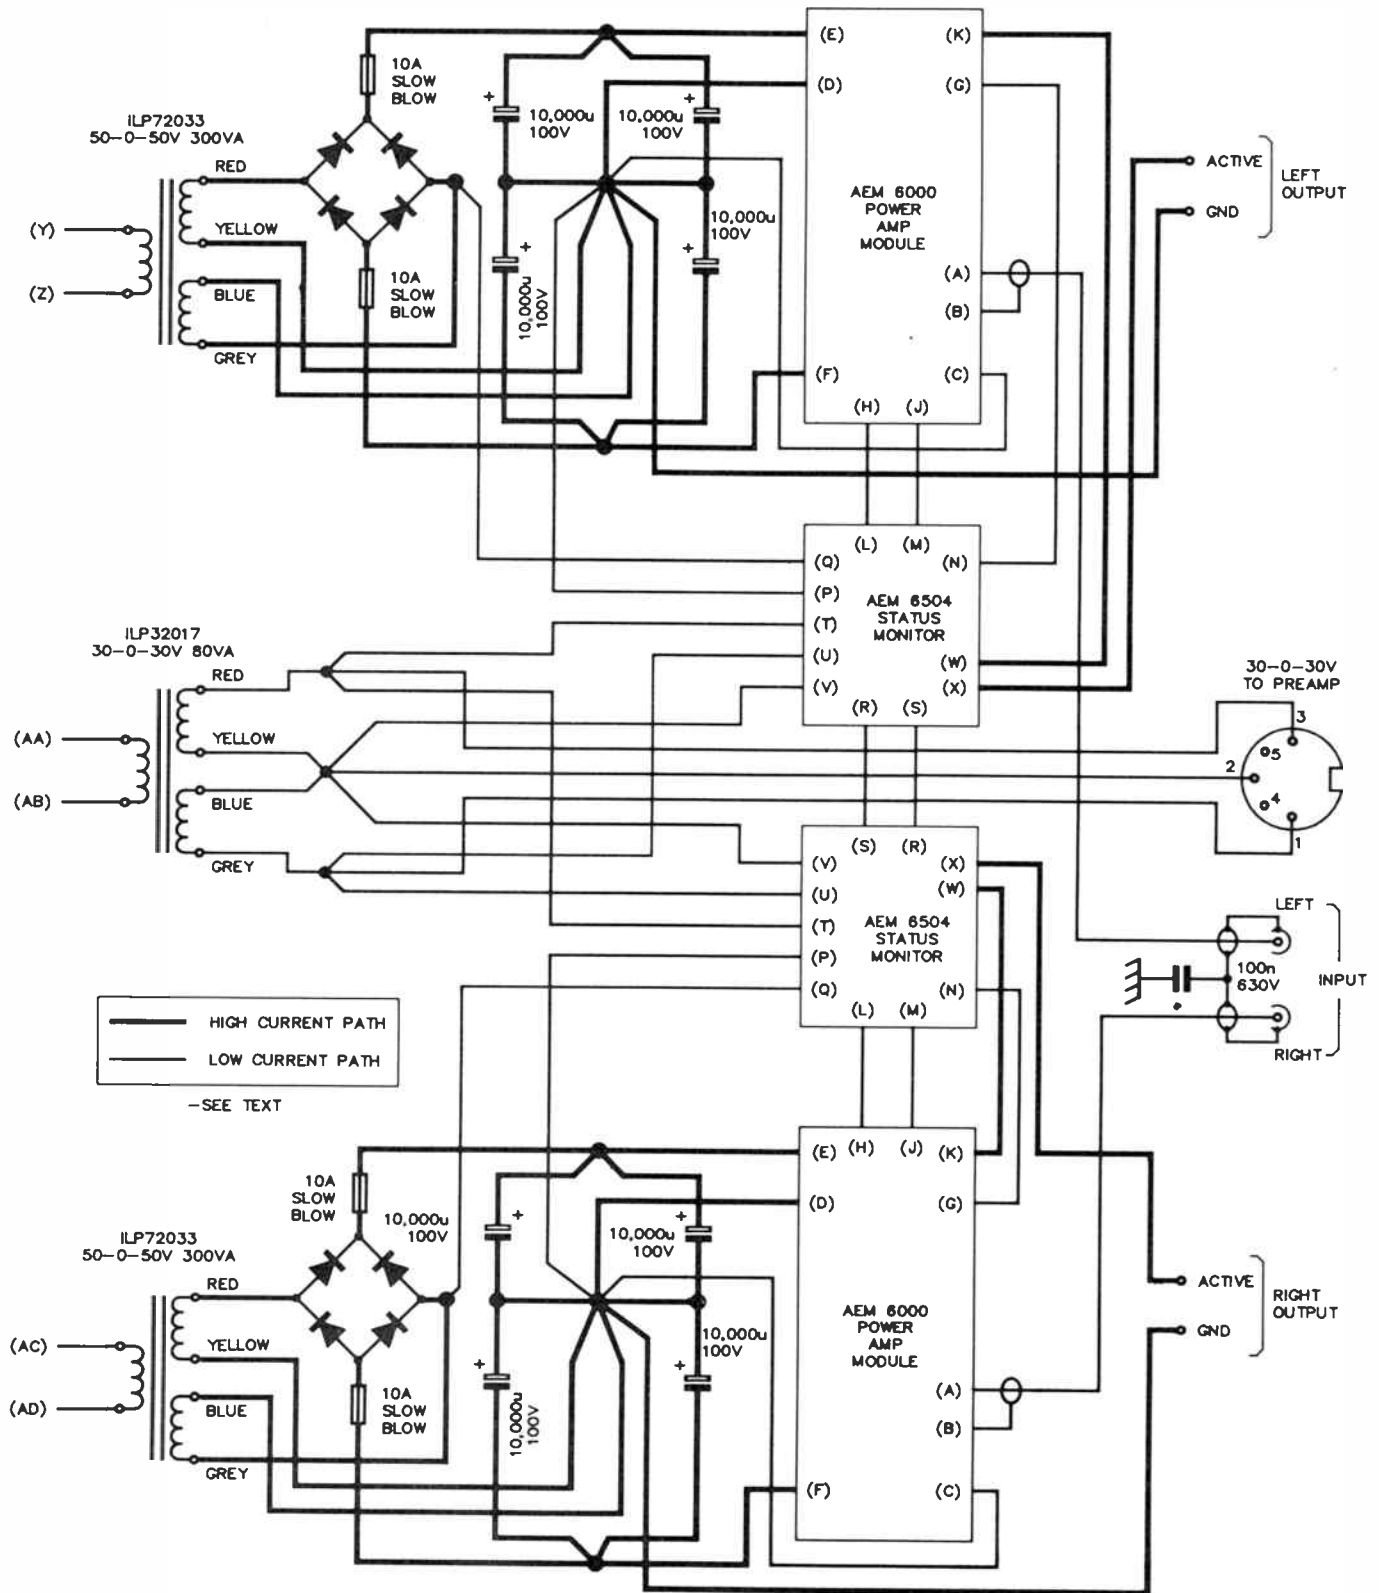 (E)
(K)
10A
SLOW
BLOW
(D)
(G)
+
10,000u
100V
10,000u
100V
+
ILP72033
50-0-50V 300VA
RED
ACTIVE
LEFT
OUTPUT
GND
AEM 6000
POWER
AMP
MODULE
(Y)
YELLOW
10,000u
100V
+
+
(Z)
BLUE
10A
SLOW
BLOW
10,000u
100V
(A)
(B)
GREY
(F)
(C)
(H)
(J)
(L)
(M)
(Q)
(N)
(P)
AEM 6504
STATUS
MONITOR
(T)
(U)
(W)
(V)
(X)
(R)
(S)
ILP32017
30-0-30V 80VA
RED
30-0-30V
TO PREAMP
3
5
2
4
1
(AA)
YELLOW
(AB)
BLUE
GREY
(S)
(R)
(V)
(X)
(U)
(W)
(T)
AEM 6504
STATUS
MONITOR
(P)
(Q)
(N)
(L)
(M)
LEFT
100n
630V
INPUT
RIGHT
HIGH CURRENT PATH
LOW CURRENT PATH
-SEE TEXT
(E)
(H)
(J)
(K)
10A
SLOW
BLOW
(D)
(G)
10,000u
100V
+
10,000u
100V
+
ILP72033
50-0-50V 300VA
RED
ACTIVE
RIGHT
OUTPUT
GND
AEM 6000
POWER
AMP
MODULE
(AC)
YELLOW
10,000u
100V
+
+
(AD)
BLUE
10A
SLOW
BLOW
10,000u
100V
(A)
(B)
GREY
(F)
(C)